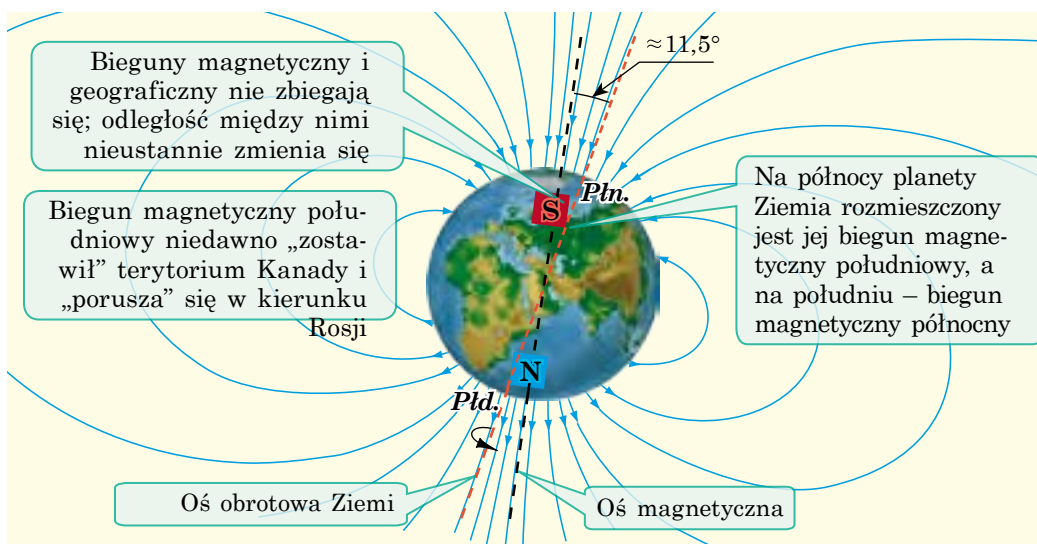 ≈11,5°
Bieguny magnetyczny i
geograficzny nie zbiegają
się; odległość między nimi
nieustannie zmienia się
Biegun magnetyczny połu-
dniowy niedawno „zosta-
wił” terytorium Kanady i
„porusza” się w kierunku
Rosji
Płn.
S
Na północy planety
Ziemia rozmieszczony
jest jej biegun magne-
tyczny południowy, a
na południu – biegun
magnetyczny północny
N
Płd.
Oś obrotowa Ziemi
Oś magnetyczna